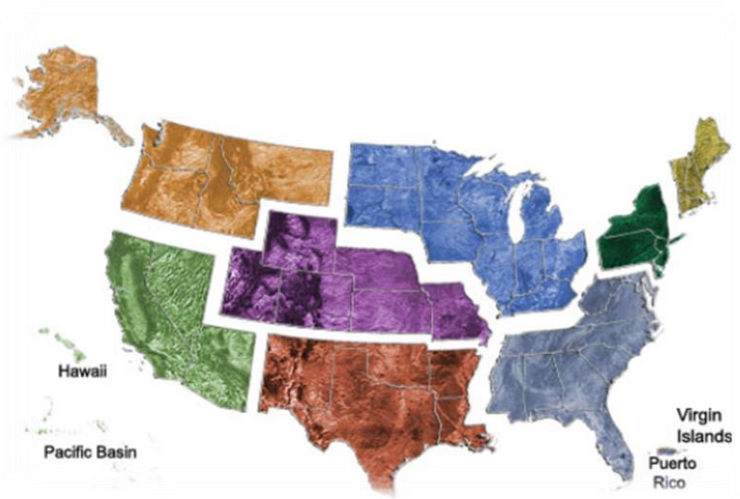 Hawaii
Pacific Basin
Virgin
Islands
Puerto
Rico